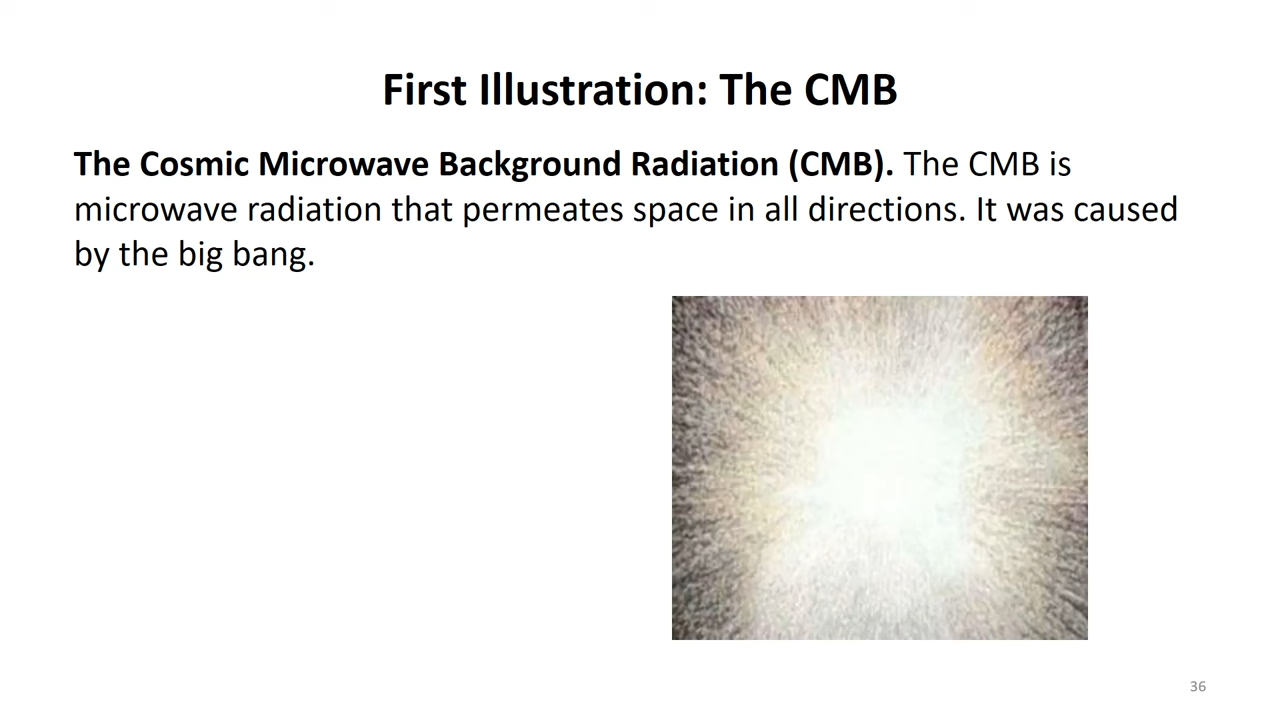 First Illustration: The CMB
The Cosmic Microwave Background Radiation (CMB). The CMB is
microwave radiation that permeates space in all directions. It was caused
by the big bang.
36